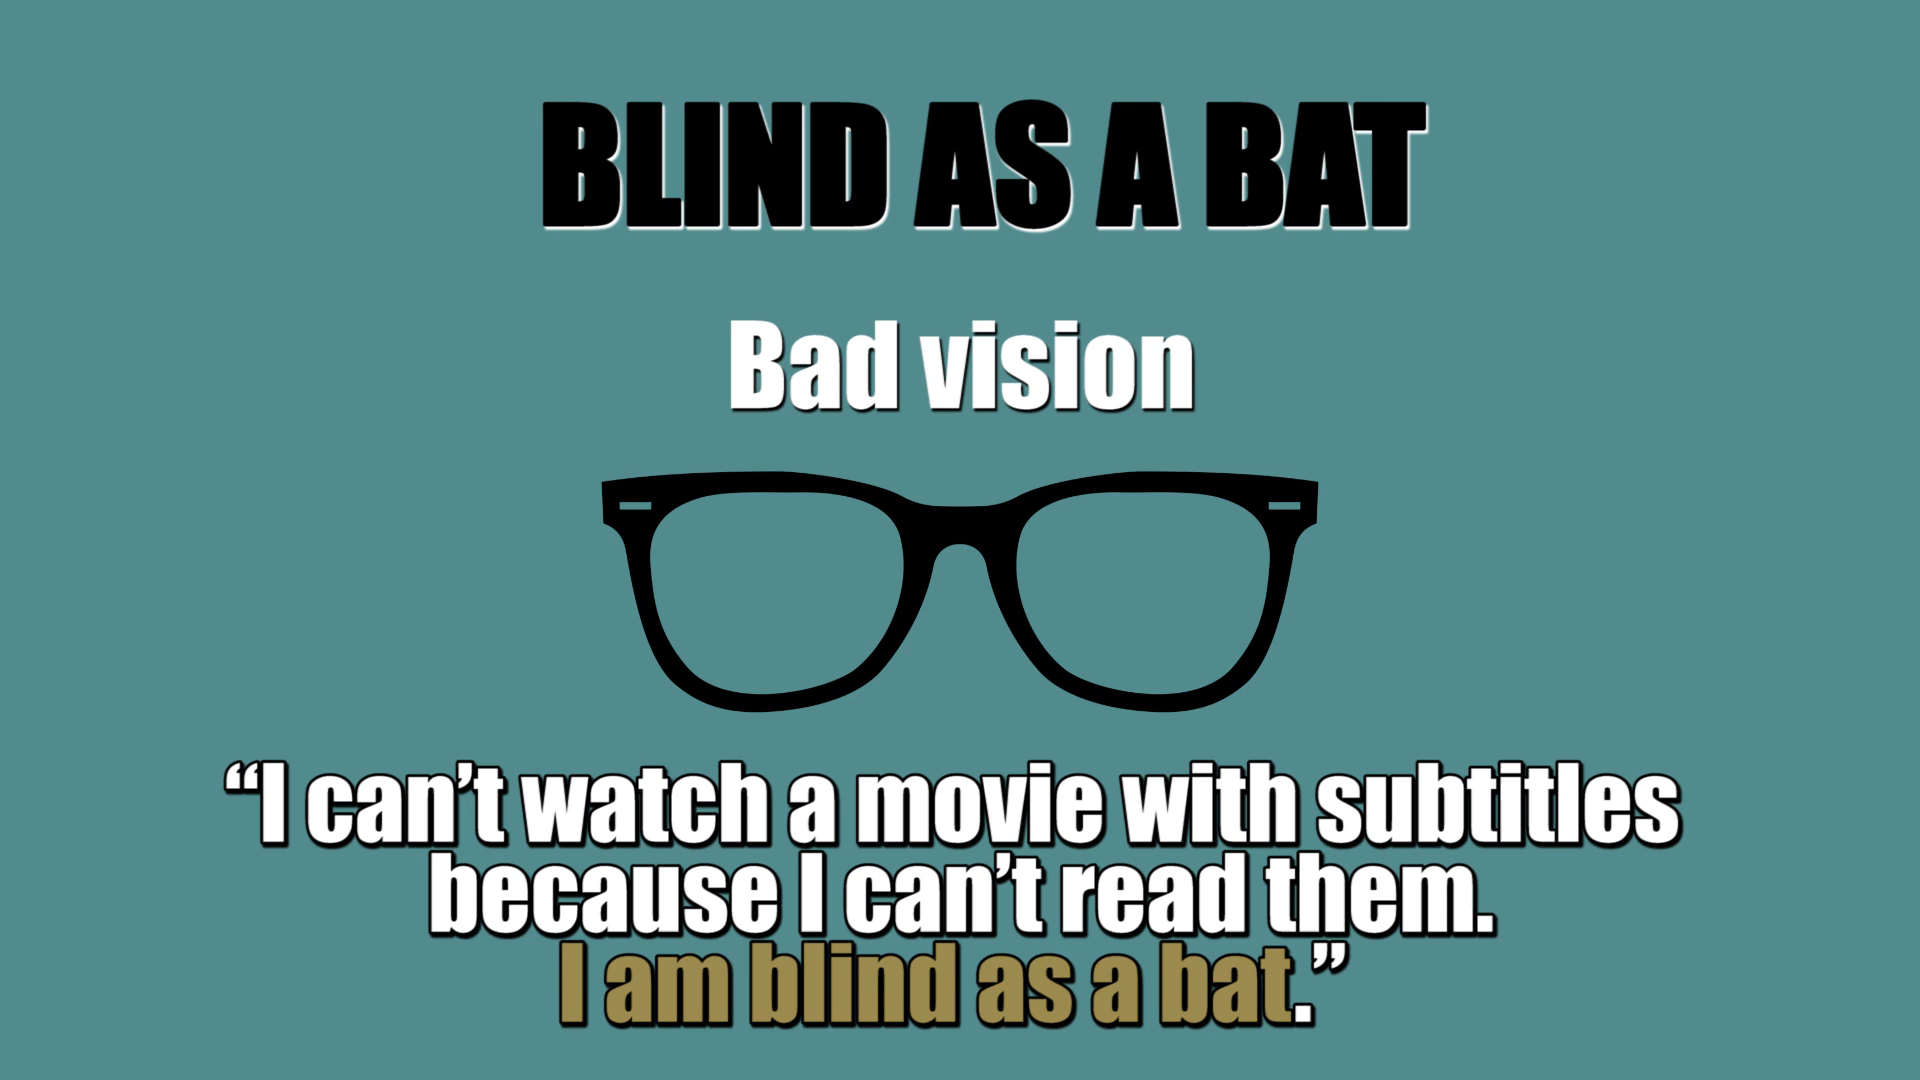 BLIND AS A BAT
Bad vision
“I can’t watch a movie with subtitles
because I can’t read them.
I am blind as a bat.”